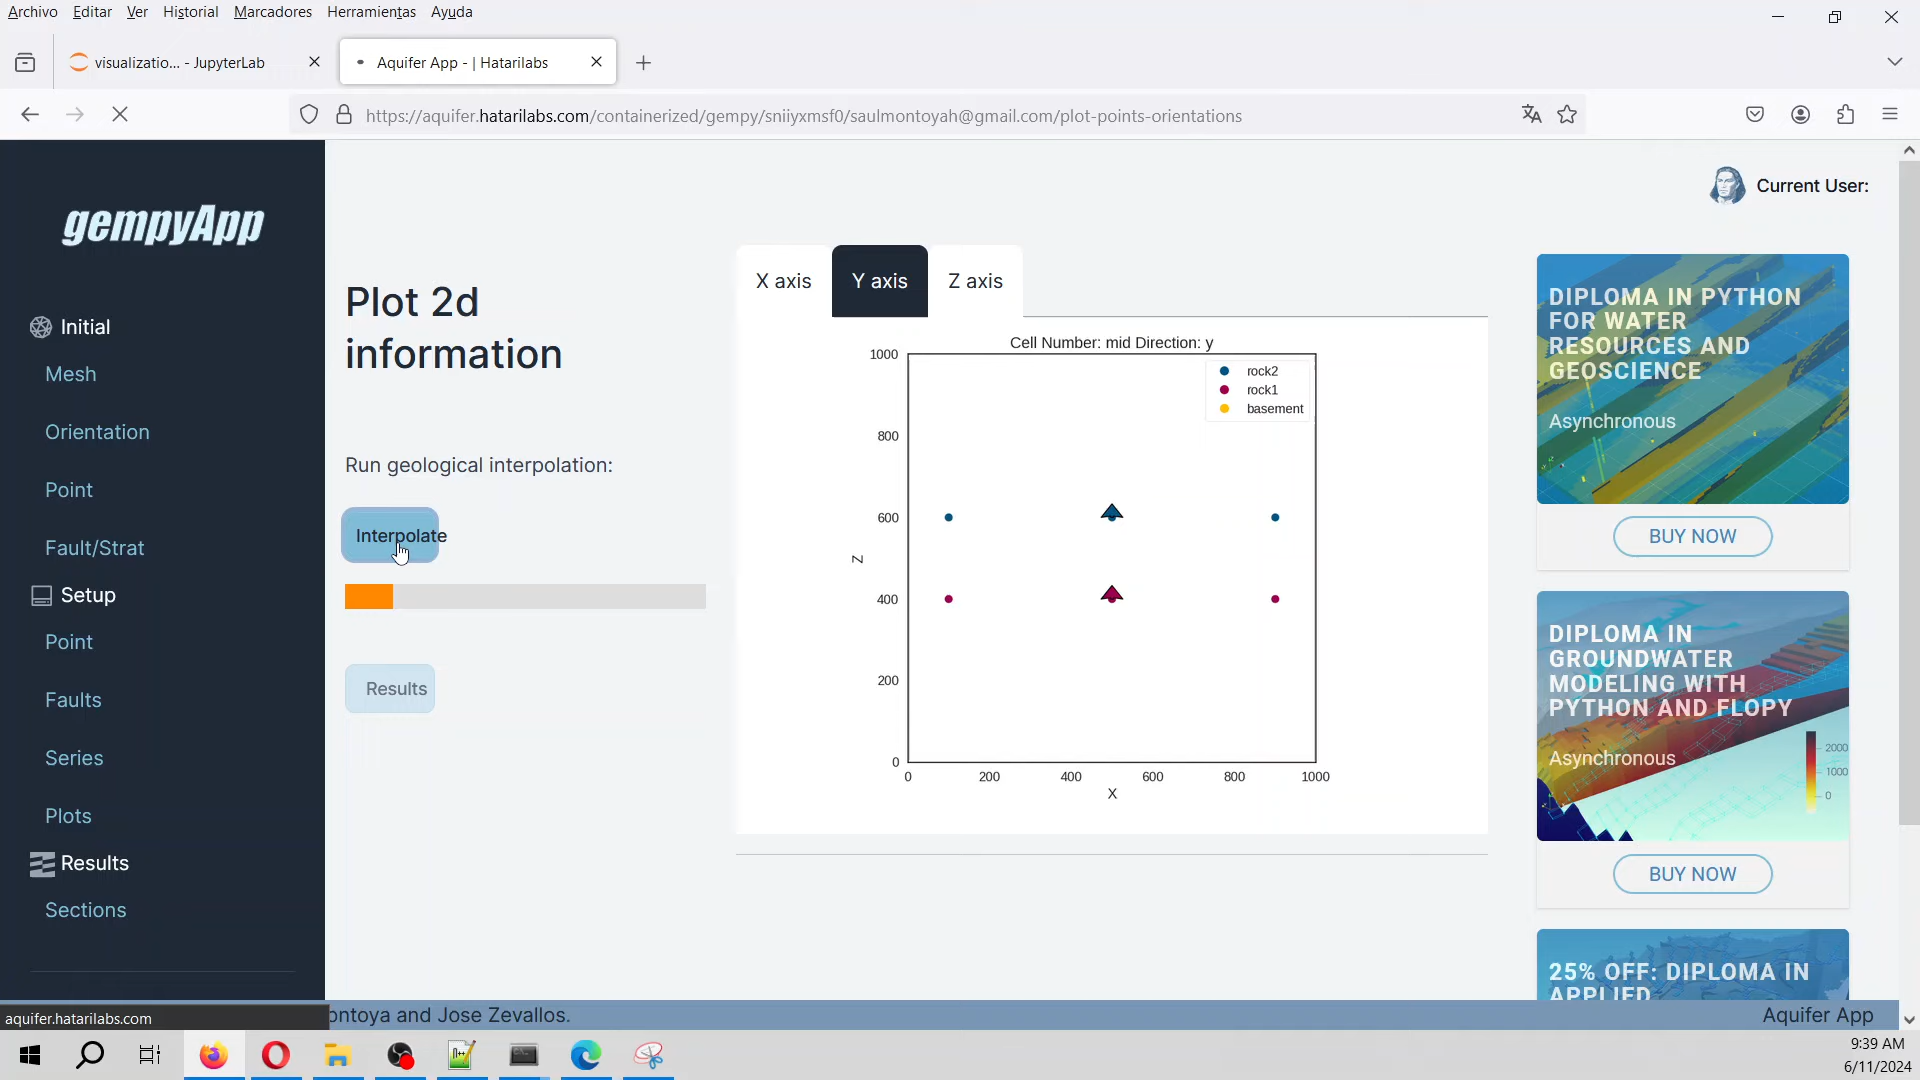 Archivo Editar Ver Historial Marcadores Herramientas Ayuda
visualizatio... - JupyterLab
Aquifer App - | Hatarilabs
https://aquifer.hatarilabs.com/containerized/gempy/sniiyxmsf0/saulmontoyah@gmail.com/plot-points-orientations
gempyApp
Initial
Mesh
Orientation
Point
Fault/Strat
Setup
Point
Faults
Series
Plots
Results
Sections
Plot 2d
information
Run geological interpolation:
Interpolate
Results
X axis
Y axis
Z axis
Cell Number: mid Direction: y
rock2
rock1
basement
1000
800
600
400
200
0
Z
0 200 400 600 800 1000
X
Current User:
DIPLOMA IN PYTHON
FOR WATER
RESOURCES AND
GEOSCIENCE
Asynchronous
BUY NOW
DIPLOMA IN
GROUNDWATER
MODELING WITH
PYTHON AND FLOPY
Asynchronous
2000
1000
0
BUY NOW
25% OFF: DIPLOMA IN
APPLIED
aquifer.hatarilabs.com
ontoya and Jose Zevallos.
Aquifer App
9:39 AM
6/11/2024